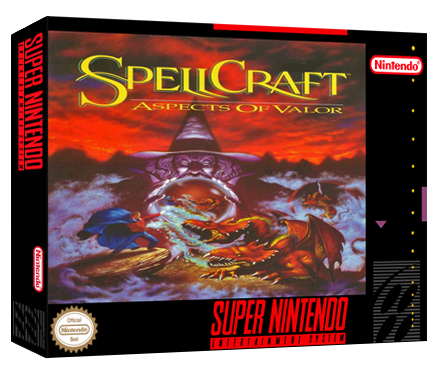 SPELLCRAFT
ASPECTS OF VALOR
Nintendo
SUPER NINTENDO
Nintendo
Official
Nintendo
Seal
SUPER NINTENDO
ENTERTAINMENT SYSTEM